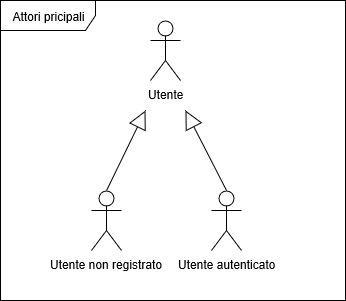 Attori pricipali
Utente
Utente non registrato
Utente autenticato